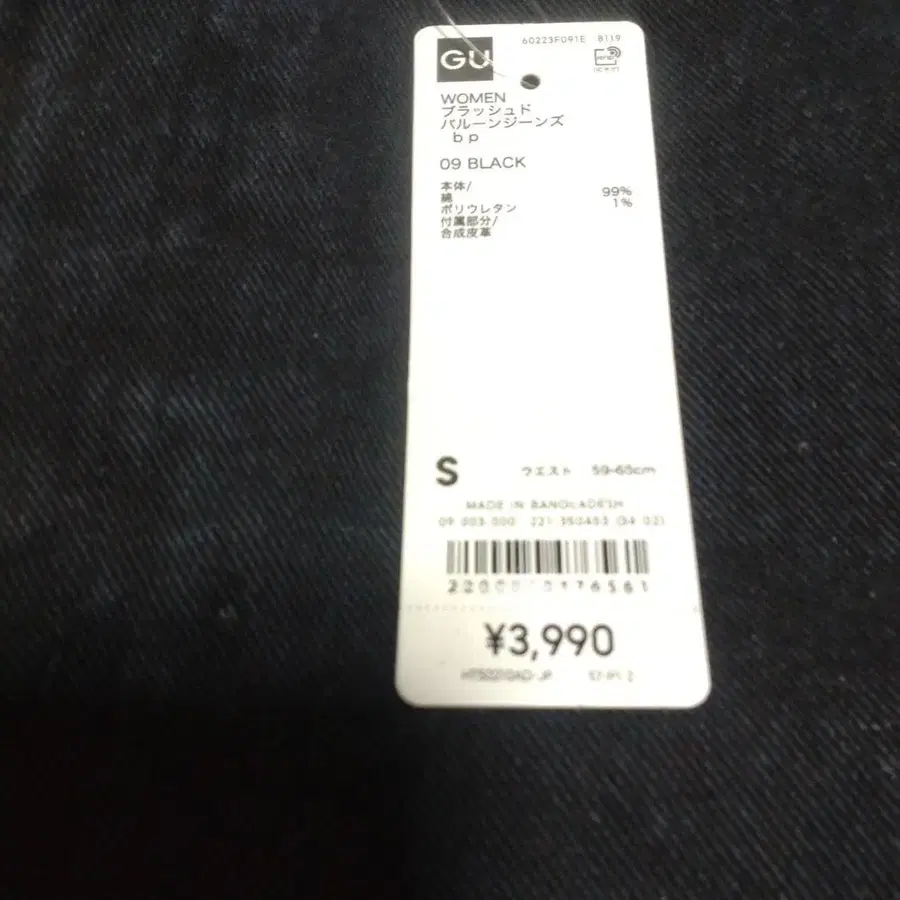 GU
60223F091E 8119
WOMEN
ブラッシュド
バルーンジーンズ
bp
09 BLACK
本体/
綿 99%
ポリウレタン 1%
付属部分/
合成皮革
S ウエスト 59-65cm
MADE IN BANGLADESH
¥3,990